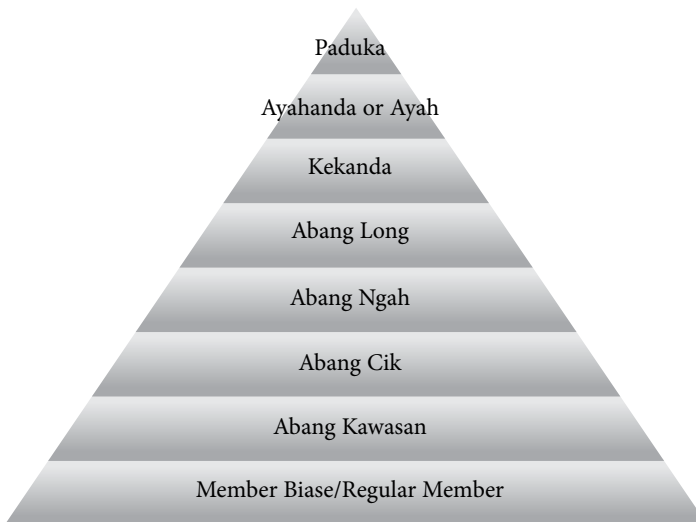 Paduka
Ayahanda or Ayah
Kekanda
Abang Long
Abang Ngah
Abang Cik
Abang Kawasan
Member Biase/Regular Member